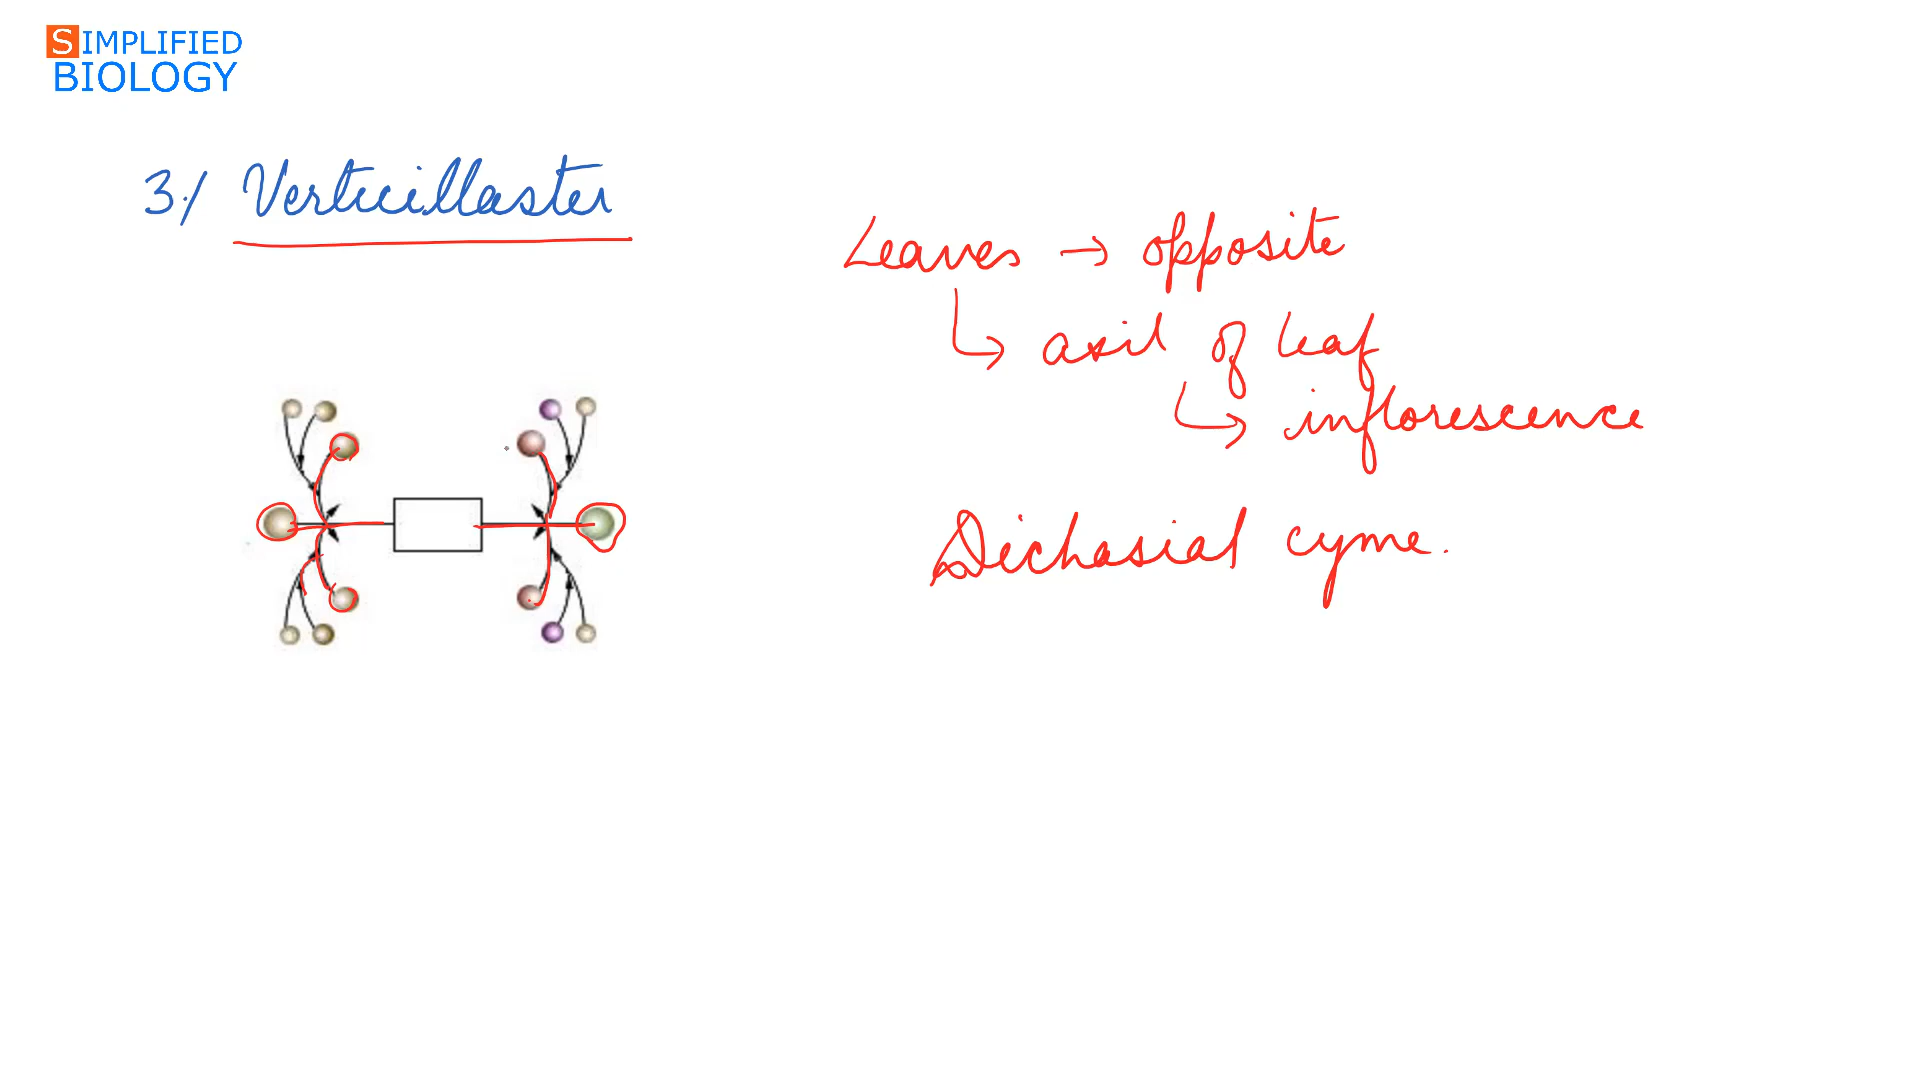 SIMPLIFIED
BIOLOGY
3./ Verticillaster
Leaves → opposite
↳ axil of leaf
↳ inflorescence
Dichasial cyme.